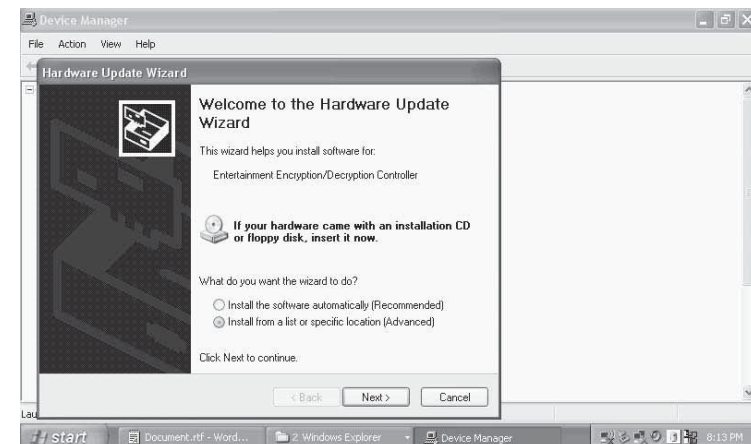 Device Manager
File Action View Help
Hardware Update Wizard
Welcome to the Hardware Update
Wizard
This wizard helps you install software for:
Entertainment Encryption/Decryption Controller
If your hardware came with an installation CD
or floppy disk, insert it now.
What do you want the wizard to do?
Install the software automatically (Recommended)
Install from a list or specific location (Advanced)
Click Next to continue.
< Back Next > Cancel
Lau
start Document.rtf - Word... 2 Windows Explorer Device Manager 8:13 PM